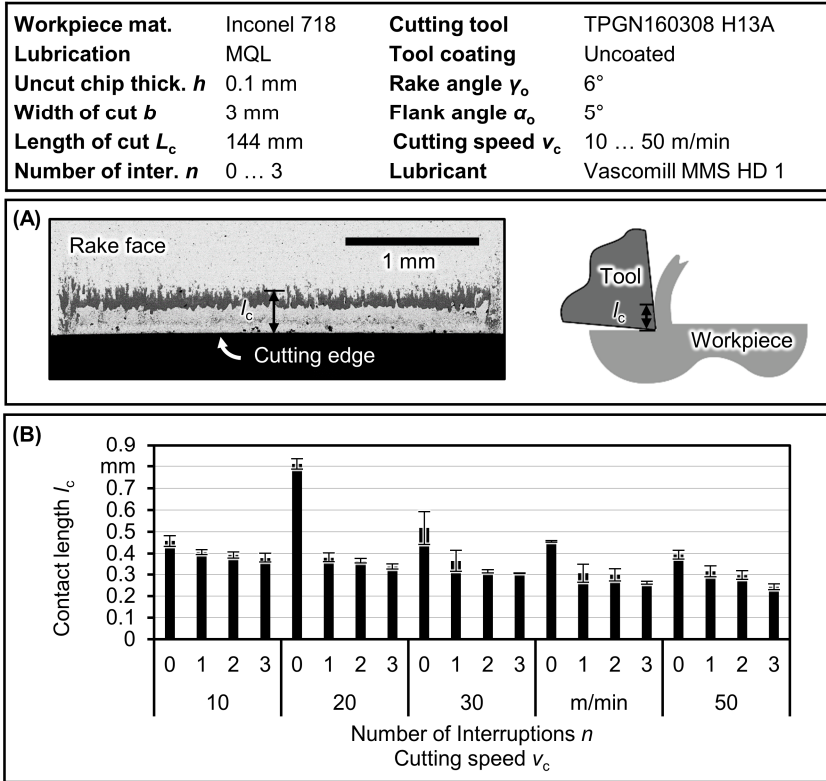 Workpiece mat. Inconel 718 Cutting tool TPGN160308 H13A
Lubrication MQL Tool coating Uncoated
Uncut chip thick. h 0.1 mm Rake angle γo 6°
Width of cut b 3 mm Flank angle αo 5°
Length of cut Lc 144 mm Cutting speed vc 10 … 50 m/min
Number of inter. n 0 … 3 Lubricant Vascomill MMS HD 1
(A)
Rake face
1 mm
lc
Cutting edge
Tool
lc
Workpiece
(B)
Contact length lc
0.9
mm
0.7
0.6
0.5
0.4
0.3
0.2
0.1
0
0 1 2 3 0 1 2 3 0 1 2 3 0 1 2 3 0 1 2 3
10 20 30 m/min 50
Number of Interruptions n
Cutting speed vc